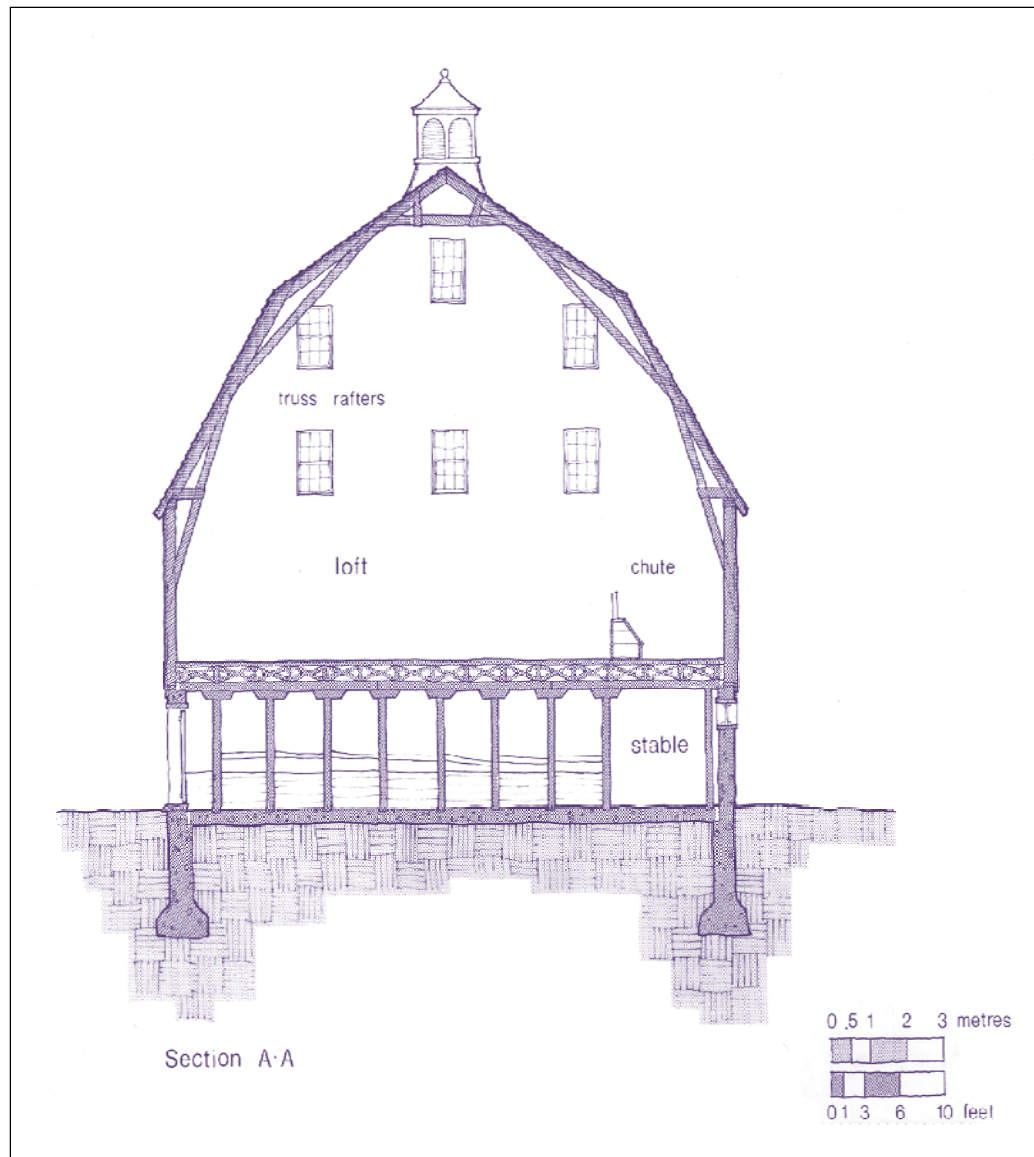 truss rafters
loft
chute
stable
Section A·A
0 .5 1 2 3 metres
0 1 3 6 10 feet